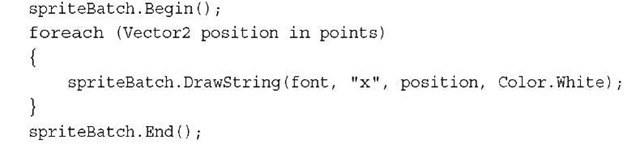 spriteBatch.Begin();
foreach (Vector2 position in points)
{
    spriteBatch.DrawString(font, "x", position, Color.White);
}
spriteBatch.End();